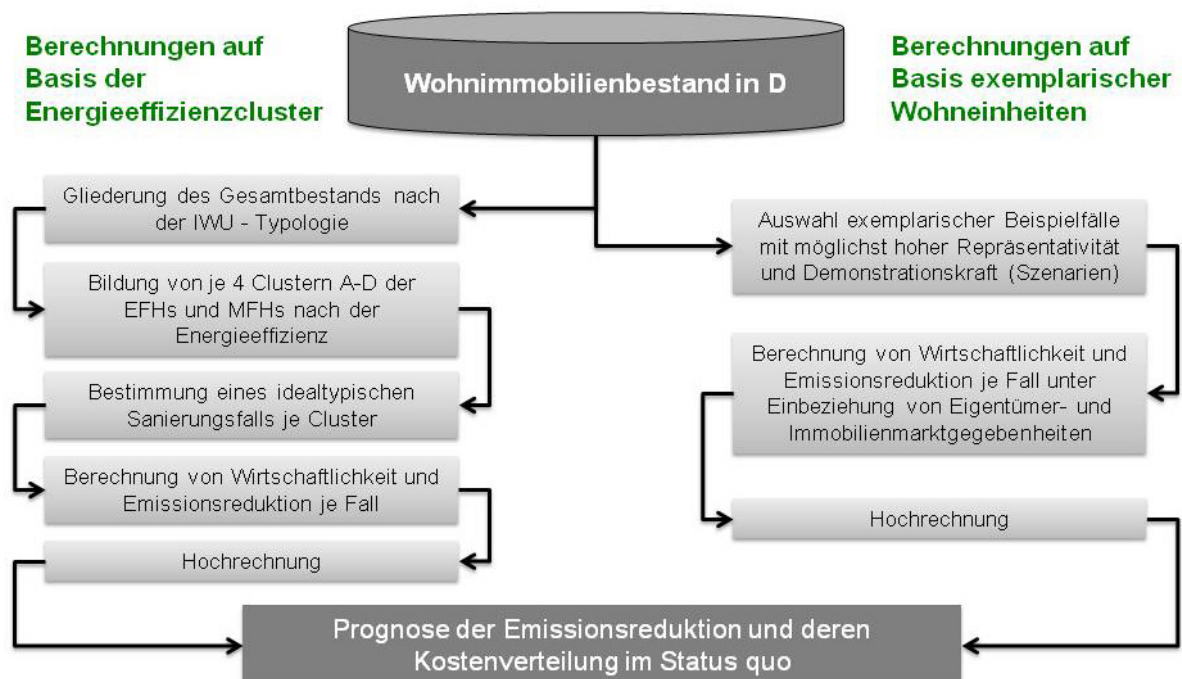 Berechnungen auf
Basis der
Energieeffizienzcluster
Wohnimmobilienbestand in D
Berechnungen auf
Basis exemplarischer
Wohneinheiten
Gliederung des Gesamtbestands nach
der IWU - Typologie
Bildung von je 4 Clustern A-D der
EFHs und MFHs nach der
Energieeffizienz
Bestimmung eines idealtypischen
Sanierungsfalls je Cluster
Berechnung von Wirtschaftlichkeit und
Emissionsreduktion je Fall
Hochrechnung
Auswahl exemplarischer Beispielfälle
mit möglichst hoher Repräsentativität
und Demonstrationskraft (Szenarien)
Berechnung von Wirtschaftlichkeit und
Emissionsreduktion je Fall unter
Einbeziehung von Eigentümer- und
Immobilienmarktgegebenheiten
Hochrechnung
Prognose der Emissionsreduktion und deren
Kostenverteilung im Status quo